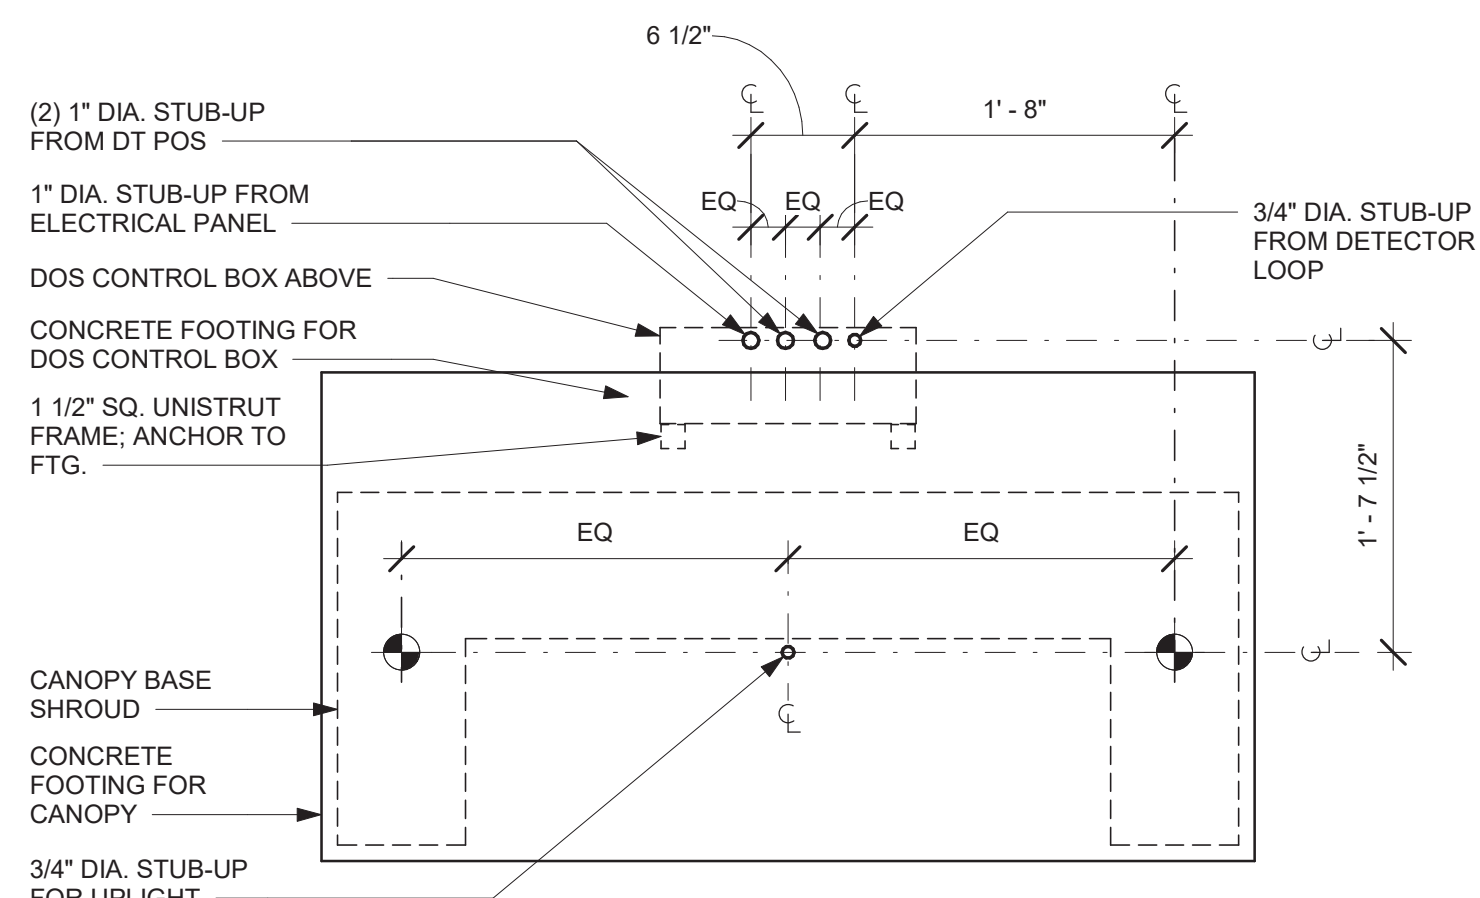 6 1/2"
1' - 8"
(2) 1" DIA. STUB-UP
FROM DT POS
1" DIA. STUB-UP FROM
ELECTRICAL PANEL
EQ
EQ
EQ
3/4" DIA. STUB-UP
FROM DETECTOR
LOOP
DOS CONTROL BOX ABOVE
CONCRETE FOOTING FOR
DOS CONTROL BOX
1 1/2" SQ. UNISTRUT
FRAME; ANCHOR TO
FTG.
1' - 7 1/2"
EQ
EQ
CANOPY BASE
SHROUD
CONCRETE
FOOTING FOR
CANOPY
3/4" DIA. STUB-UP
FOR UPLIGHT